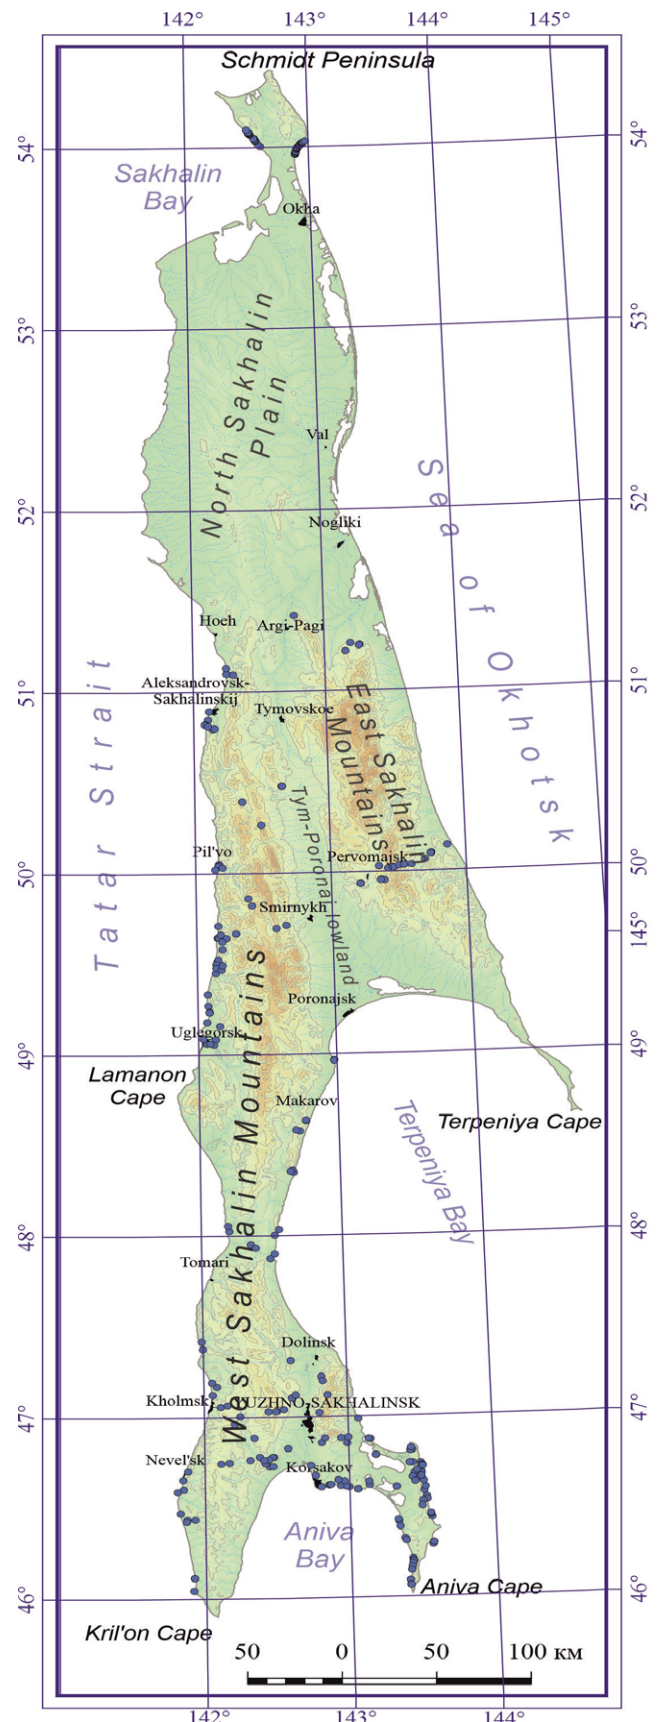 142° 143° 144° 145°
Schmidt Peninsula
54° 54°
Sakhalin
Bay
Okha
53° 53°
North Sakhalin
Plain
Val
Sea of Okhotsk
52° 52°
Nogliki
Hoeh
Argi-Pagi
51° 51°
Aleksandrovsk-
Sakhalinskij
Tymovskoe
East Sakhalin
Mountains
Tatar Strait
Tym-Poronai lowland
Pil'vo
Pervomajsk
50° 50°
Smirnykh
145°
Poronajsk
Uglegorsk
49° 49°
Lamanon
Cape
Makarov
Terpeniya Cape
Terpeniya Bay
West Sakhalin Mountains
48° 48°
Tomari
Dolinsk
Kholmsk
YUZHNO-SAKHALINSK
47° 47°
Nevel'sk
Korsakov
Aniva
Bay
46° 46°
Aniva Cape
Kril'on Cape
50 0 50 100 км
142° 143° 144°